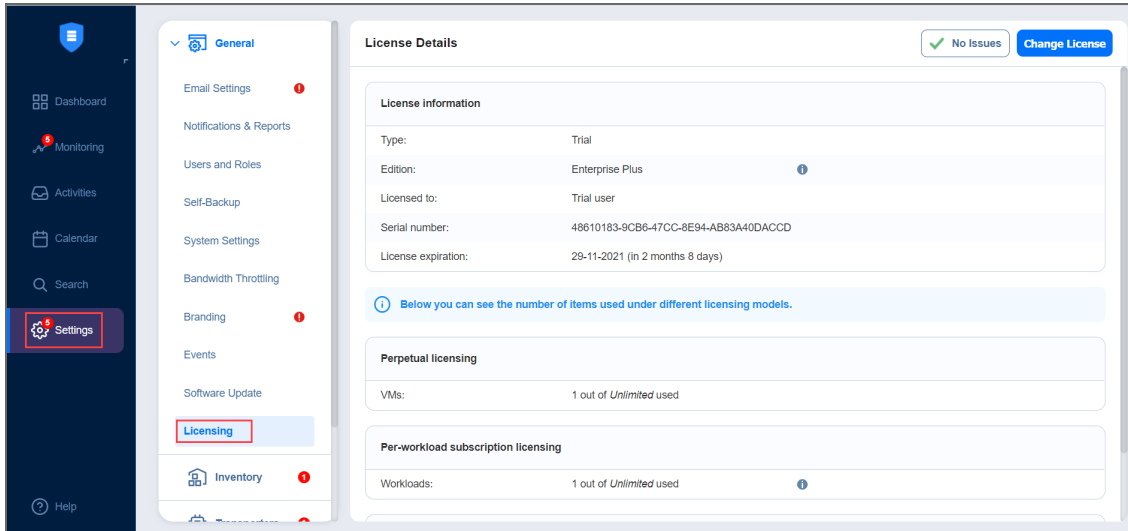 Dashboard
5
Monitoring
Activities
Calendar
Search
5
Settings
Help
General
Email Settings !
Notifications & Reports
Users and Roles
Self-Backup
System Settings
Bandwidth Throttling
Branding !
Events
Software Update
Licensing
Inventory 1
License Details No Issues Change License
License information
Type: Trial
Edition: Enterprise Plus i
Licensed to: Trial user
Serial number: 48610183-9CB6-47CC-8E94-AB83A40DACCD
License expiration: 29-11-2021 (in 2 months 8 days)
i Below you can see the number of items used under different licensing models.
Perpetual licensing
VMs: 1 out of Unlimited used
Per-workload subscription licensing
Workloads: 1 out of Unlimited used i